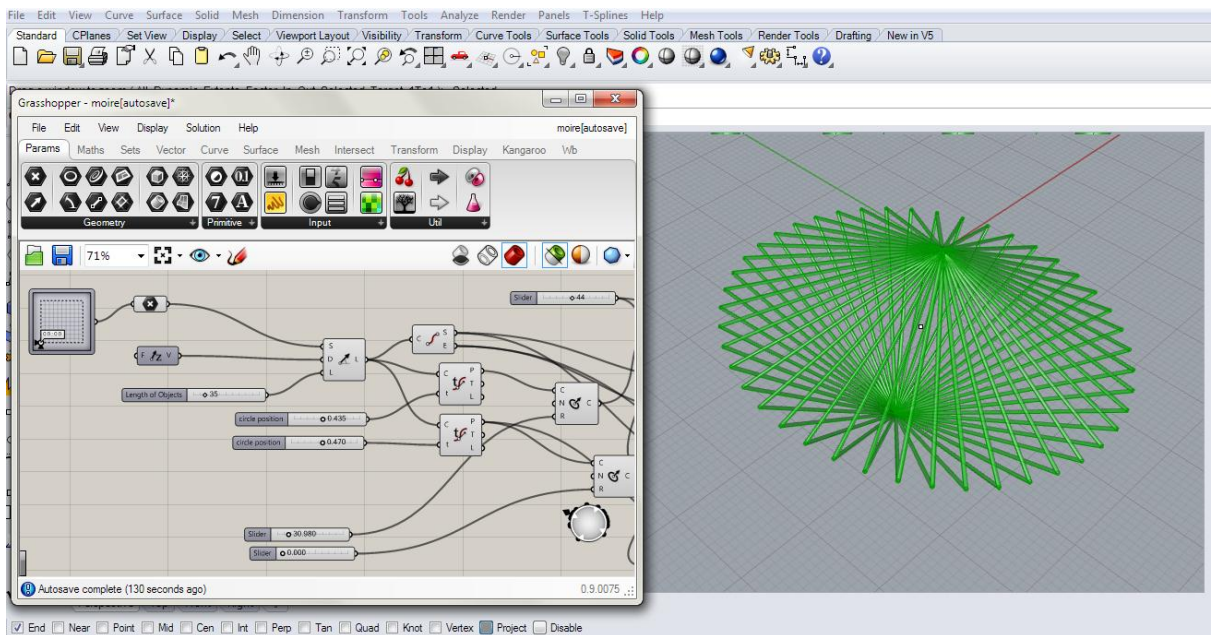 File Edit View Curve Surface Solid Mesh Dimension Transform Tools Analyze Render Panels T-Splines Help
Standard CPlanes Set View Display Select Viewport Layout Visibility Transform Curve Tools Surface Tools Solid Tools Mesh Tools Render Tools Drafting New in V5
Grasshopper - moire[autosave]*
File Edit View Display Solution Help moire[autosave]
Params Maths Sets Vector Curve Surface Mesh Intersect Transform Display Kangaroo Wb
Geometry Primitive Input Util
71%
Slider 44
F V
S
D L
L
C S
E
Length of Objects 35
C P
T
t L
circle position 0.435
C
N C
R
circle position 0.470
C P
T
t L
C
N C
R
Slider 30.980
Slider 0.000
Autosave complete (130 seconds ago) 0.9.0075
End Near Point Mid Cen Int Perp Tan Quad Knot Vertex Project Disable